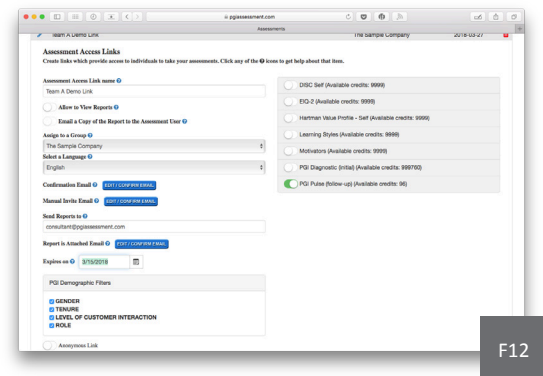 pgiassessment.com
Assessments
Team A Demo Link The Sample Company 2018-03-27
Assessment Access Links
Create links which provide access to individuals to take your assessments. Click any of the icons to get help about that item.
Assessment Access Link name
Team A Demo Link
Allow to View Reports
Email a Copy of the Report to the Assessment User
Assign to a Group
The Sample Company
Select a Language
English
Confirmation Email EDIT / CONFIRM EMAIL
Manual Invite Email EDIT / CONFIRM EMAIL
Send Reports to
consultant@pgiassessment.com
Report is Attached Email EDIT / CONFIRM EMAIL
Expires on 3/15/2018
PGI Demographic Filters
GENDER
TENURE
LEVEL OF CUSTOMER INTERACTION
ROLE
Anonymous Link
DISC Self (Available credits: 9999)
EIQ-2 (Available credits: 9999)
Hartman Value Profile - Self (Available credits: 9999)
Learning Styles (Available credits: 9999)
Motivators (Available credits: 9999)
PGI Diagnostic (initial) (Available credits: 999760)
PGI Pulse (follow-up) (Available credits: 96)
F12